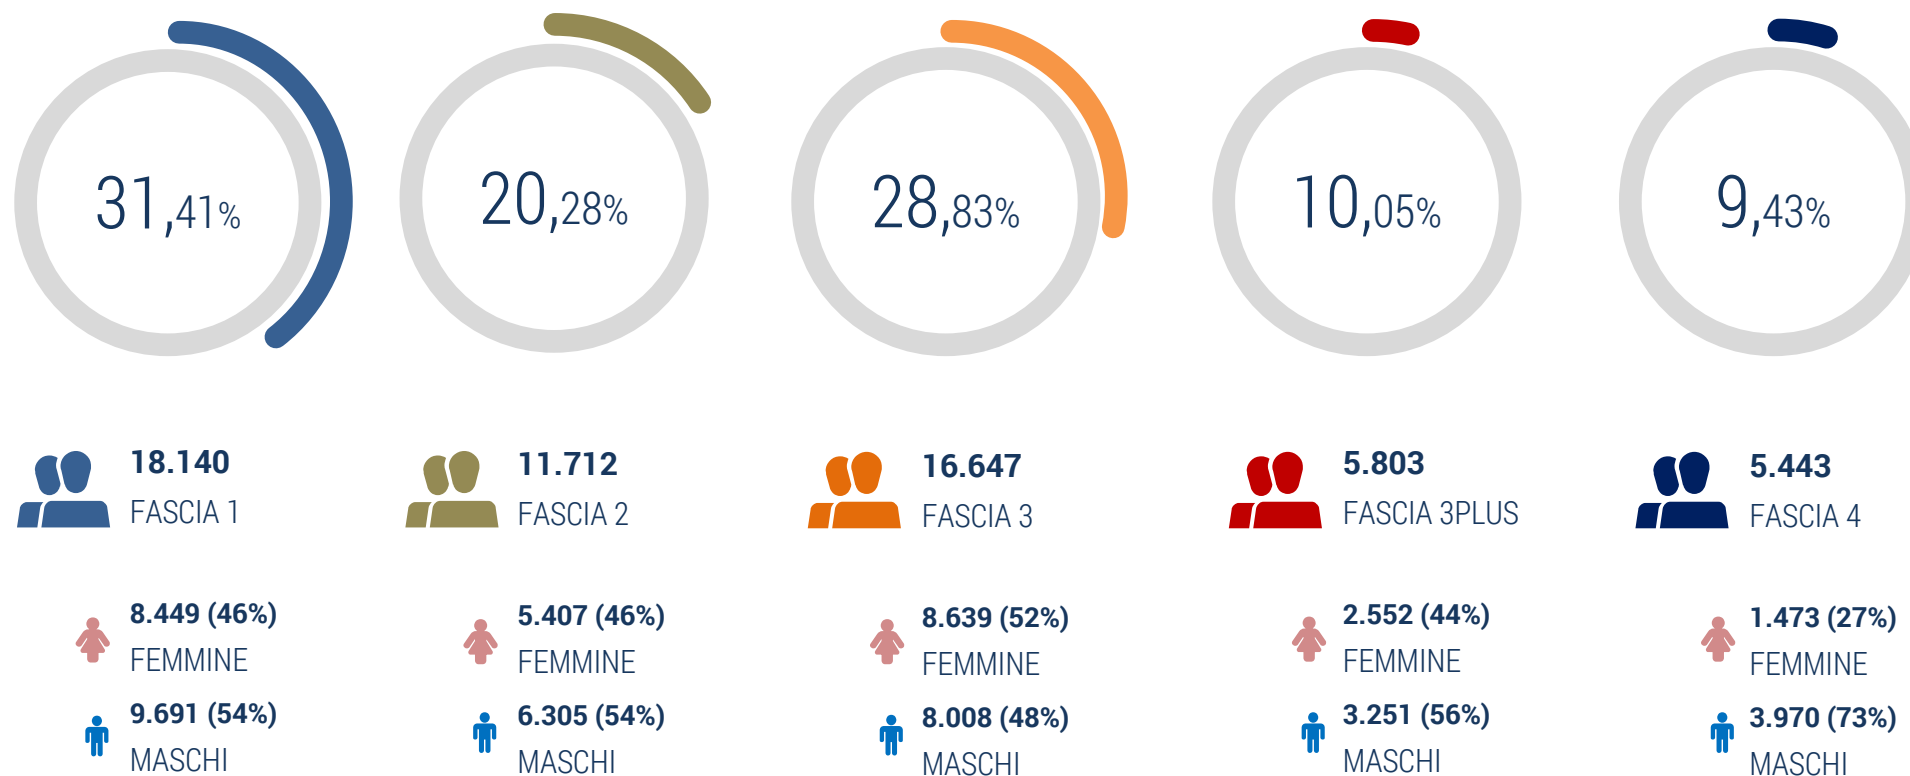 31,41%
20,28%
28,83%
10,05%
9,43%
18.140
FASCIA 1
11.712
FASCIA 2
16.647
FASCIA 3
5.803
FASCIA 3PLUS
5.443
FASCIA 4
8.449 (46%)
FEMMINE
5.407 (46%)
FEMMINE
8.639 (52%)
FEMMINE
2.552 (44%)
FEMMINE
1.473 (27%)
FEMMINE
9.691 (54%)
MASCHI
6.305 (54%)
MASCHI
8.008 (48%)
MASCHI
3.251 (56%)
MASCHI
3.970 (73%)
MASCHI